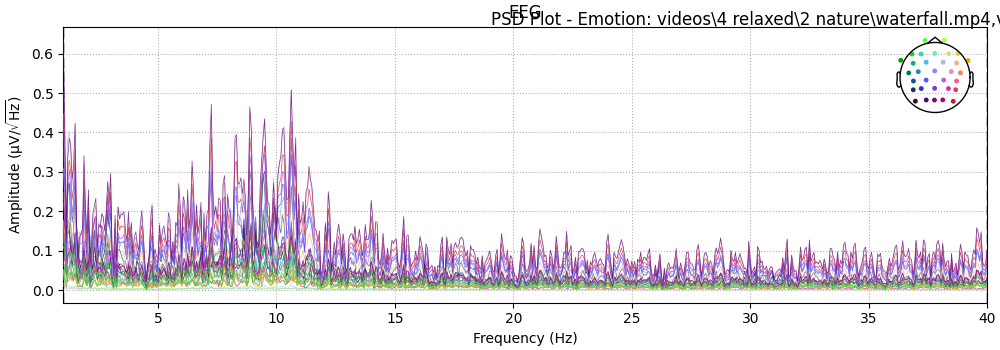 EEG
PSD Plot - Emotion: videos\4 relaxed\2 nature\waterfall.mp4,v
0.6
0.5
0.4
0.3
0.2
0.1
0.0
Amplitude (µV/√Hz)
5 10 15 20 25 30 35 40
Frequency (Hz)